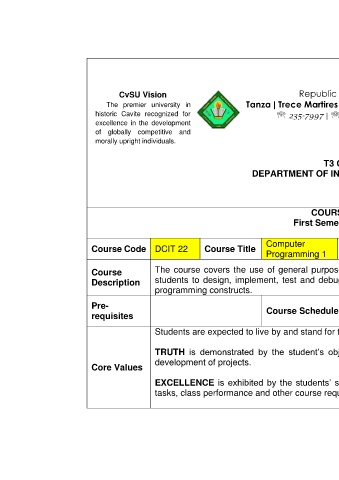 CvSU Vision
The premier university in
historic Cavite recognized for
excellence in the development
of globally competitive and
morally upright individuals.
Republic
Tanza | Trece Martires
235-7997 |
T3
DEPARTMENT OF IN
COURS
First Seme
Course Code DCIT 22 Course Title Computer
Programming 1
Course
Description
The course covers the use of general purpos
students to design, implement, test and debu
programming constructs.
Pre-
requisites
Course Schedule
Core Values
Students are expected to live by and stand for t
TRUTH is demonstrated by the student's obj
development of projects.
EXCELLENCE is exhibited by the students' s
tasks, class performance and other course requ